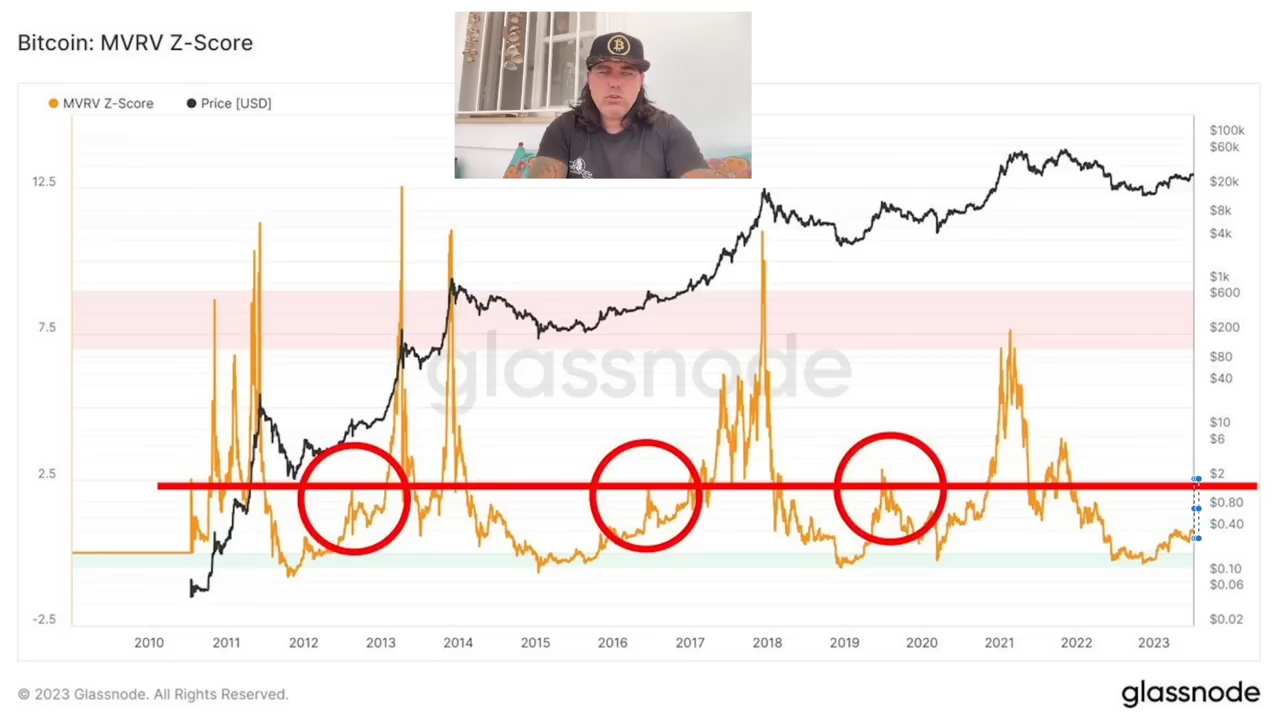 Bitcoin: MVRV Z-Score
MVRV Z-Score
Price [USD]
12.5
7.5
2.5
-2.5
$100k
$60k
$20k
$8k
$4k
$1k
$600
$200
$80
$40
$10
$6
$2
$0.80
$0.40
$0.10
$0.06
$0.02
glassnode
2010 2011 2012 2013 2014 2015 2016 2017 2018 2019 2020 2021 2022 2023
© 2023 Glassnode. All Rights Reserved.
glassnode